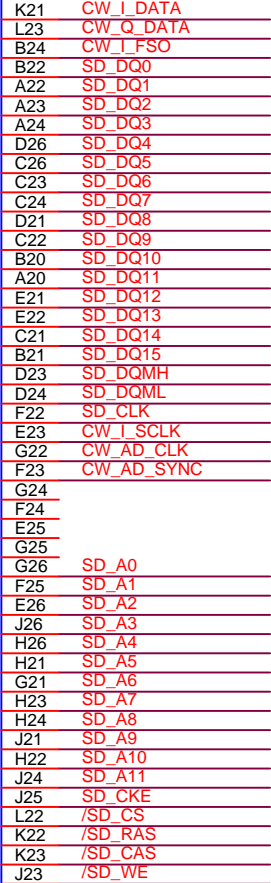 K21 CW_I_DATA
L23 CW_Q_DATA
B24 CW_I_FSO
B22 SD_DQ0
A22 SD_DQ1
A23 SD_DQ2
A24 SD_DQ3
D26 SD_DQ4
C26 SD_DQ5
C23 SD_DQ6
C24 SD_DQ7
D21 SD_DQ8
C22 SD_DQ9
B20 SD_DQ10
A20 SD_DQ11
E21 SD_DQ12
E22 SD_DQ13
C21 SD_DQ14
B21 SD_DQ15
D23 SD_DQMH
D24 SD_DQML
F22 SD_CLK
E23 CW_I_SCLK
G22 CW_AD_CLK
F23 CW_AD_SYNC
G24
F24
E25
G25
G26 SD_A0
F25 SD_A1
E26 SD_A2
J26 SD_A3
H26 SD_A4
H21 SD_A5
G21 SD_A6
H23 SD_A7
H24 SD_A8
J21 SD_A9
H22 SD_A10
J24 SD_A11
J25 SD_CKE
L22 /SD_CS
K22 /SD_RAS
K23 /SD_CAS
J23 /SD_WE